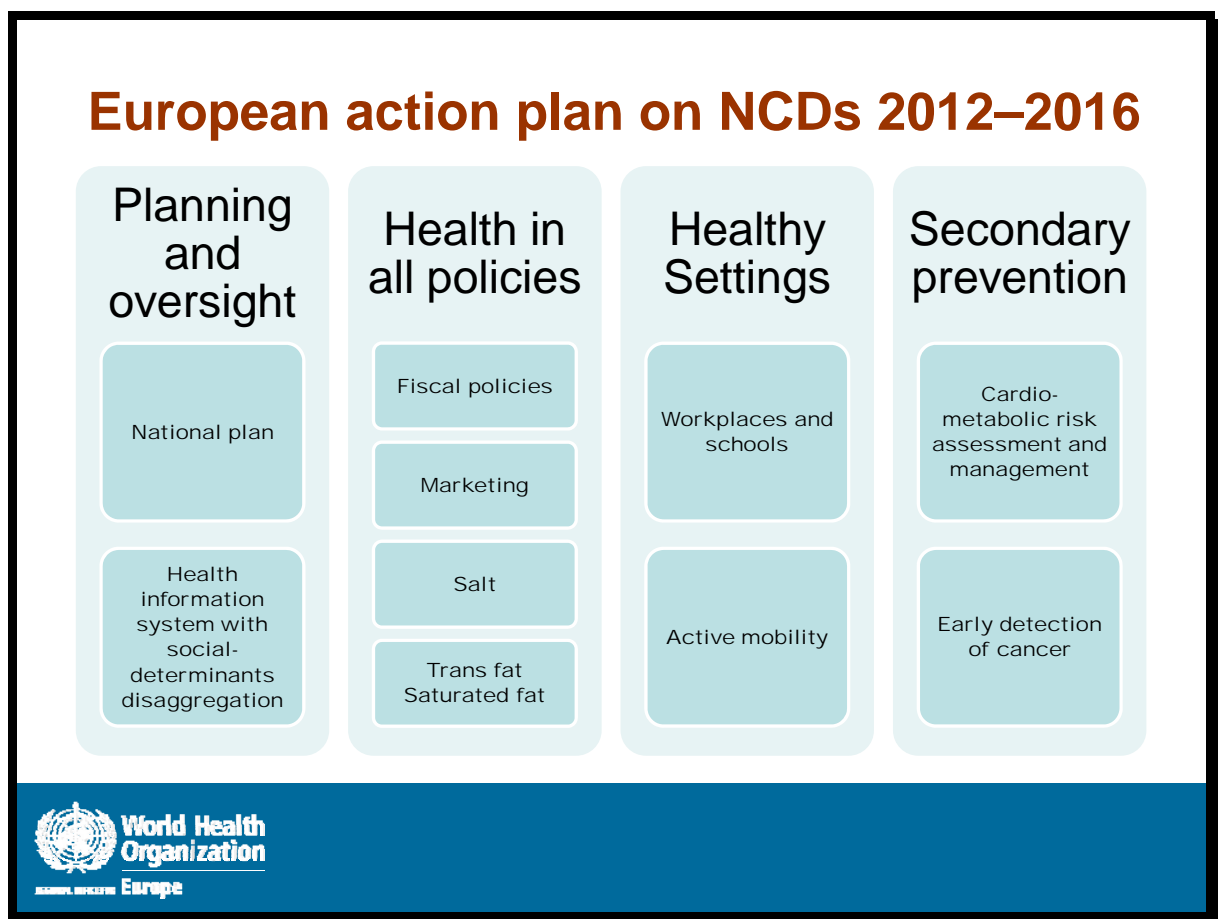 European action plan on NCDs 2012–2016
Planning
and
oversight
National plan
Health
information
system with
social-
determinants
disaggregation
Health in
all policies
Fiscal policies
Marketing
Salt
Trans fat
Saturated fat
Healthy
Settings
Workplaces and
schools
Active mobility
Secondary
prevention
Cardio-
metabolic risk
assessment and
management
Early detection
of cancer
World Health
Organization
Europe